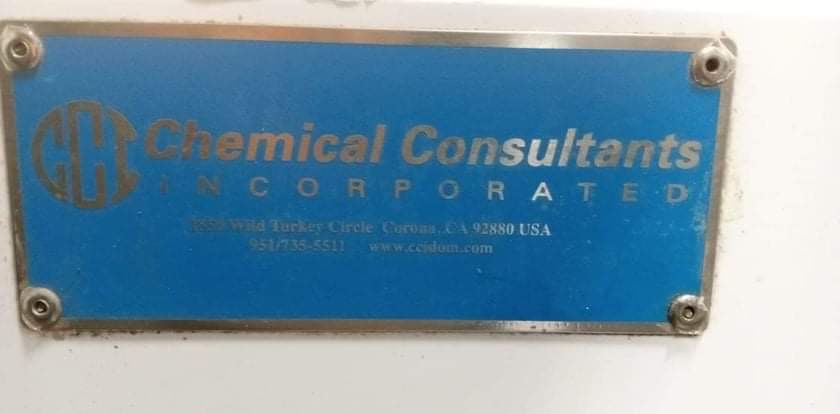 CCI Chemical Consultants
INCORPORATED
Wild Turkey Circle Corona, CA 92880 USA
951/735-5511 www.ccidom.com